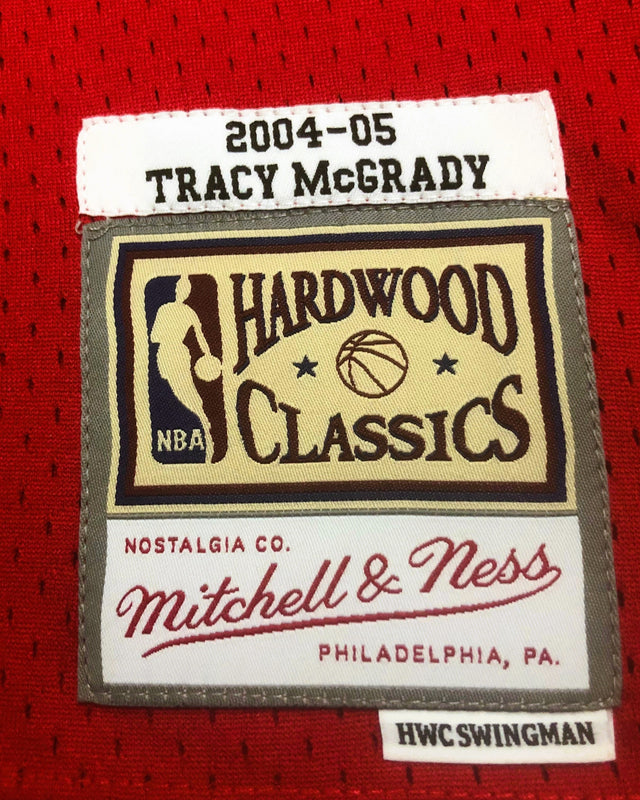 2004-05
TRACY McGRADY
HARDWOOD
CLASSICS
NBA
NOSTALGIA CO.
Mitchell & Ness
PHILADELPHIA, PA.
HWC SWINGMAN